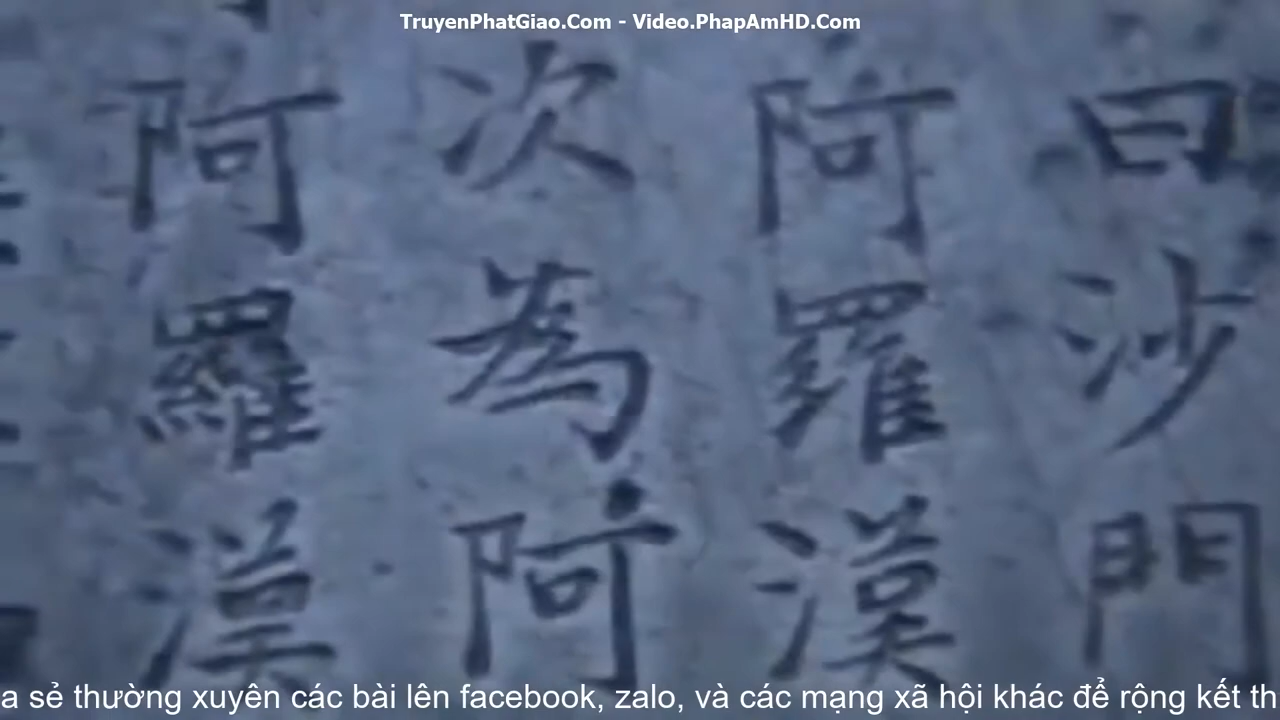 TruyenPhatGiao.Com - Video.PhapAmHD.Com
曰沙門
阿羅漢
次為阿
阿羅漢
a sẻ thường xuyên các bài lên facebook, zalo, và các mạng xã hội khác để rộng kết th